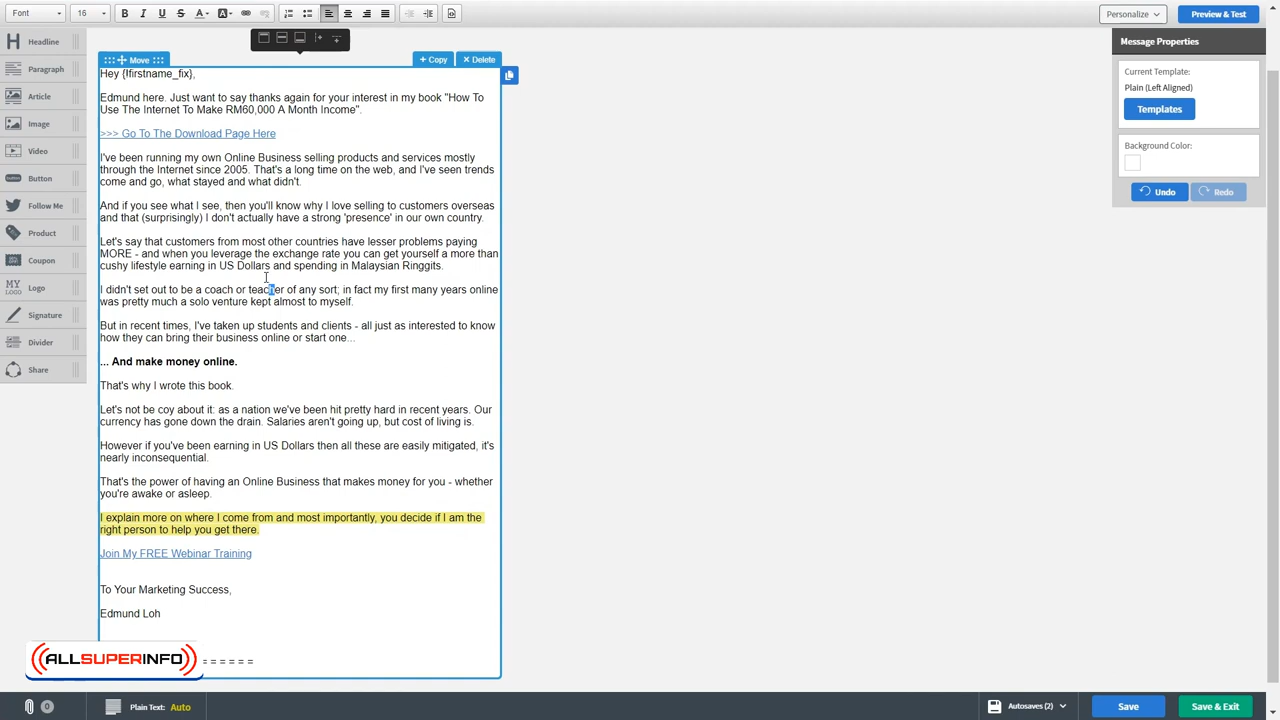 Font 16 B I U S A A
Personalize Preview & Test
Headline
Paragraph
Article
Image
Video
Button
Follow Me
Product
Coupon
MY LOGO Logo
Signature
Divider
Share
Move + Copy × Delete
Hey {!firstname_fix},
Edmund here. Just want to say thanks again for your interest in my book "How To
Use The Internet To Make RM60,000 A Month Income".
>>> Go To The Download Page Here
I've been running my own Online Business selling products and services mostly
through the Internet since 2005. That's a long time on the web, and I've seen trends
come and go, what stayed and what didn't.
And if you see what I see, then you'll know why I love selling to customers overseas
and that (surprisingly) I don't actually have a strong 'presence' in our own country.
Let's say that customers from most other countries have lesser problems paying
MORE - and when you leverage the exchange rate you can get yourself a more than
cushy lifestyle earning in US Dollars and spending in Malaysian Ringgits.
I didn't set out to be a coach or teacher of any sort; in fact my first many years online
was pretty much a solo venture kept almost to myself.
But in recent times, I've taken up students and clients - all just as interested to know
how they can bring their business online or start one...
... And make money online.
That's why I wrote this book.
Let's not be coy about it: as a nation we've been hit pretty hard in recent years. Our
currency has gone down the drain. Salaries aren't going up, but cost of living is.
However if you've been earning in US Dollars then all these are easily mitigated, it's
nearly inconsequential.
That's the power of having an Online Business that makes money for you - whether
you're awake or asleep.
I explain more on where I come from and most importantly, you decide if I am the
right person to help you get there.
Join My FREE Webinar Training
To Your Marketing Success,
Edmund Loh
= = = = = =
ALLSUPERINFO
Message Properties
Current Template:
Plain (Left Aligned)
Templates
Background Color:
Undo Redo
0 Plain Text: Auto
Autosaves (2) Save Save & Exit